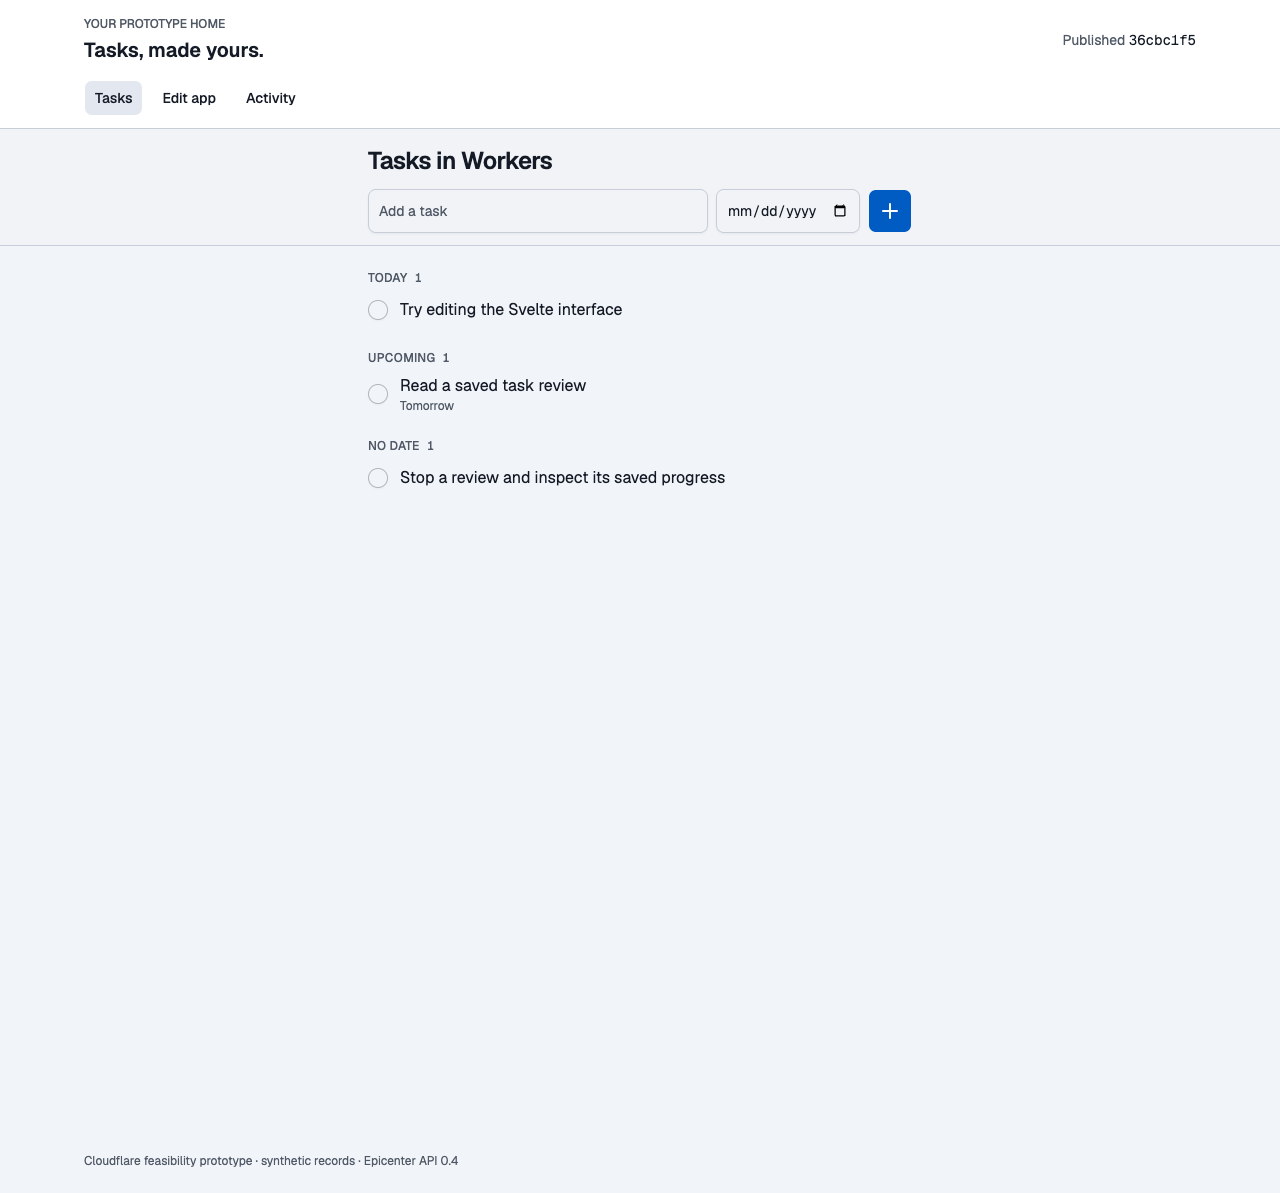 YOUR PROTOTYPE HOME
Tasks, made yours.
Published 36cbc1f5
Tasks Edit app Activity
Tasks in Workers
Add a task mm/dd/yyyy
TODAY 1
Try editing the Svelte interface
UPCOMING 1
Read a saved task review
Tomorrow
NO DATE 1
Stop a review and inspect its saved progress
Cloudflare feasibility prototype · synthetic records · Epicenter API 0.4